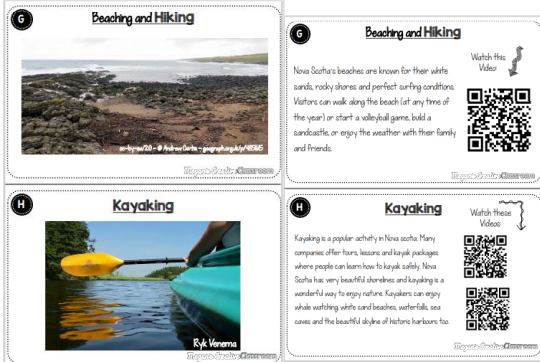 G
Beaching and Hiking
cc-by-sa/2.0 - © Andrew
H
Kayaking
Ryk Venema
G
Beaching and Hiking
Watch this
Video:
Nova Scotia's beaches are known for their white
sands, rocky shores and perfect surfing conditions.
Visitors can walk along the beach (at any time of
the year) or start a volleyball game, build a
sandcastle, or enjoy the weather with their family
and friends.
H
Kayaking
Watch these
Videos:
Kayaking is a popular activity in Nova scotia. Many
companies offer tours, lessons and kayak packages
where people can learn how to kayak safely. Nova
Scotia has very beautiful shorelines and kayaking is a
wonderful way to enjoy nature. Kayakers can enjoy
whale watching, white sand beaches, waterfalls, sea
caves and the beautiful skyline of historic harbours too.